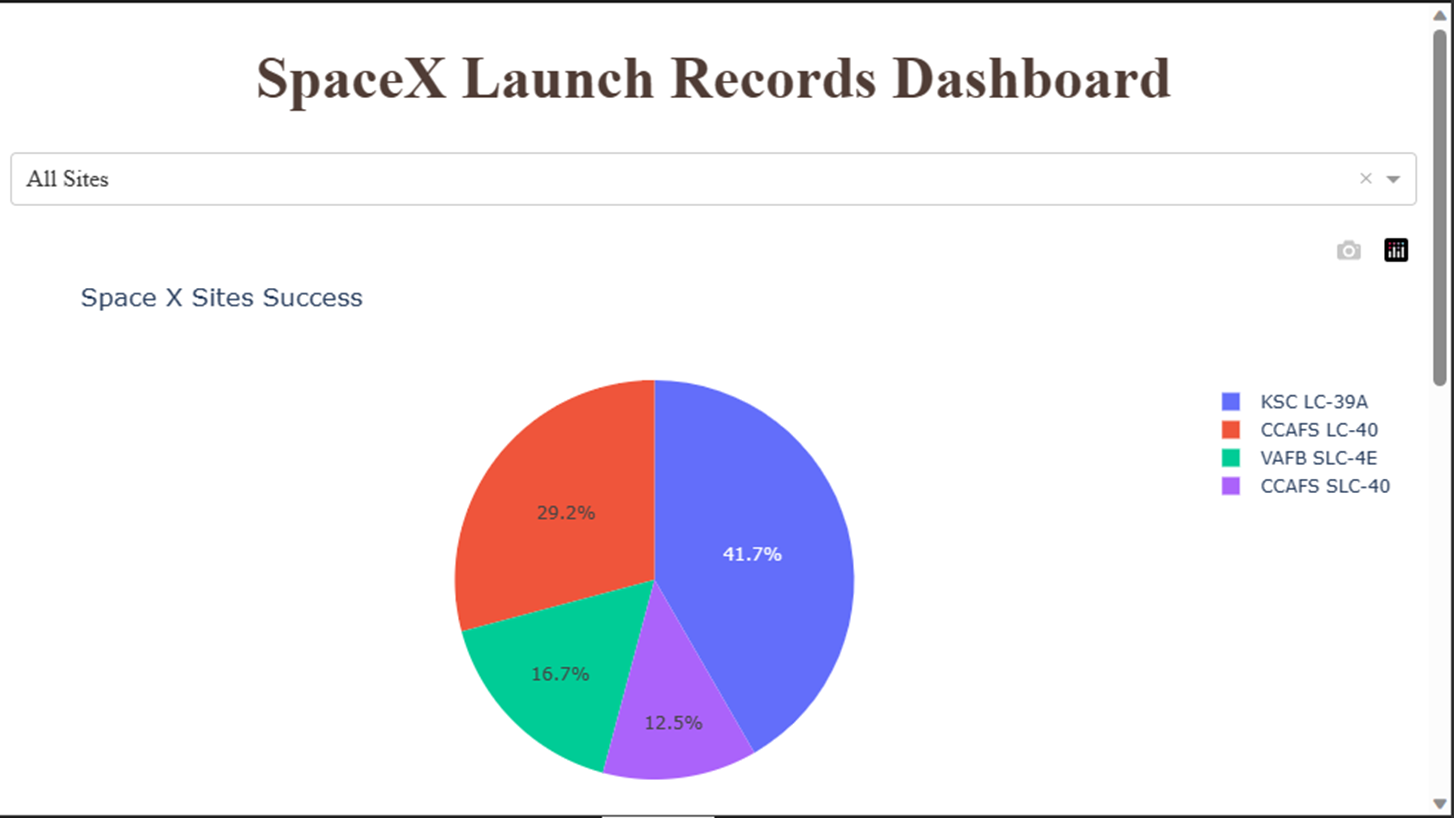 SpaceX Launch Records Dashboard
All Sites
Space X Sites Success
KSC LC-39A
CCAFS LC-40
VAFB SLC-4E
CCAFS SLC-40
29.2%
41.7%
16.7%
12.5%